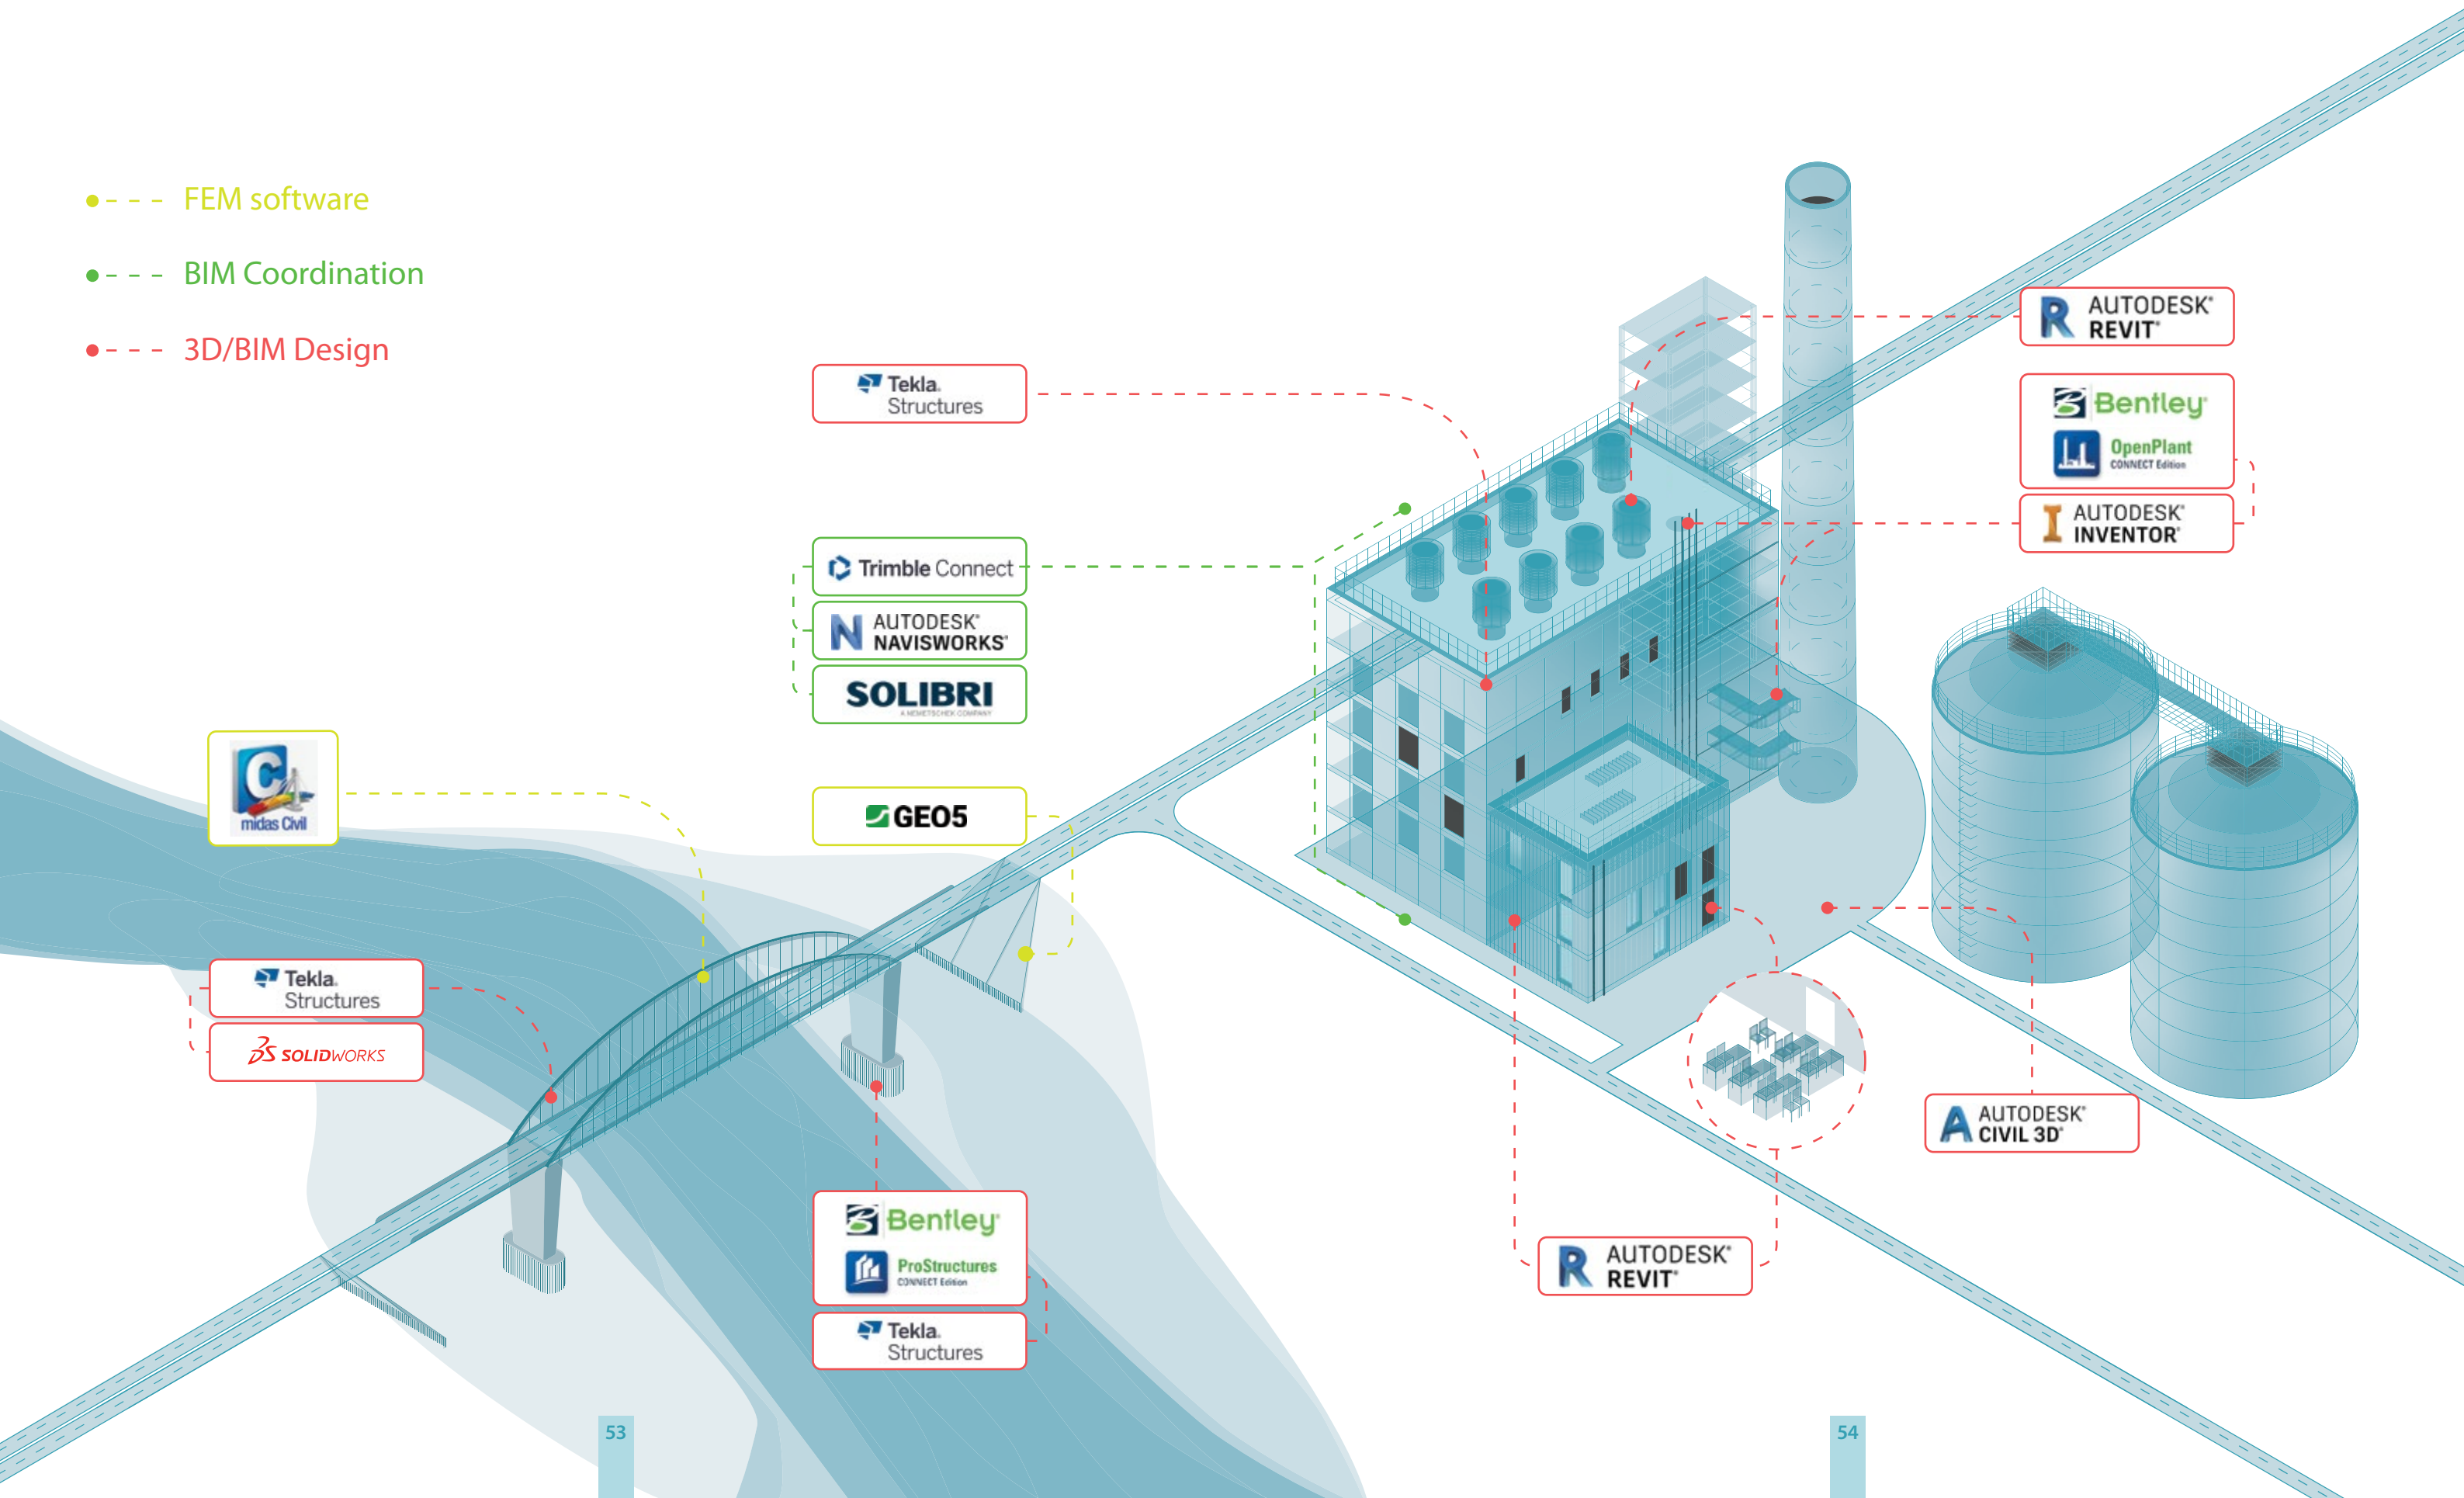 FEM software
BIM Coordination
3D/BIM Design
Tekla®
Structures
Trimble Connect
AUTODESK®
NAVISWORKS®
SOLIBRI
A NEMETSCHEK COMPANY
midas Civil
GEO5
Tekla®
Structures
SOLIDWORKS
Bentley®
ProStructures
CONNECT Edition
Tekla®
Structures
53
AUTODESK®
REVIT®
Bentley®
OpenPlant
CONNECT Edition
AUTODESK®
INVENTOR®
AUTODESK®
CIVIL 3D®
AUTODESK®
REVIT®
54